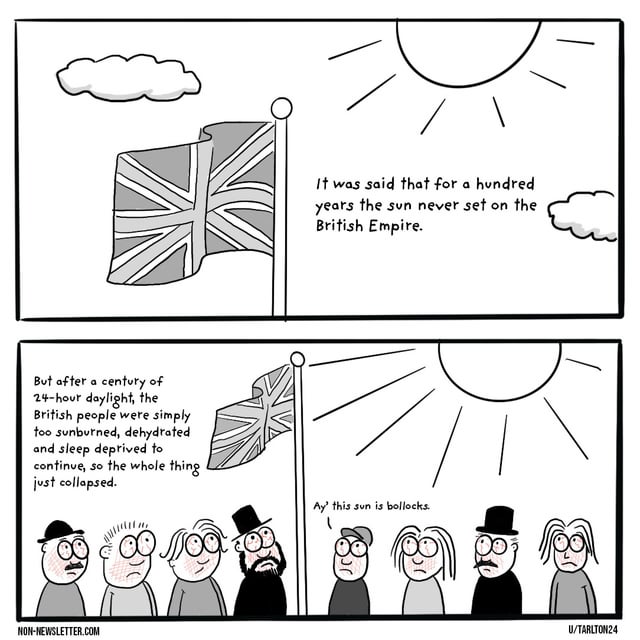 It was said that for a hundred
years the sun never set on the
British Empire.
But after a century of
24-hour daylight, the
British people were simply
too sunburned, dehydrated
and sleep deprived to
continue, so the whole thing
just collapsed.
Ay' this sun is bollocks.
NON-NEWSLETTER.COM
U/TARLTON24